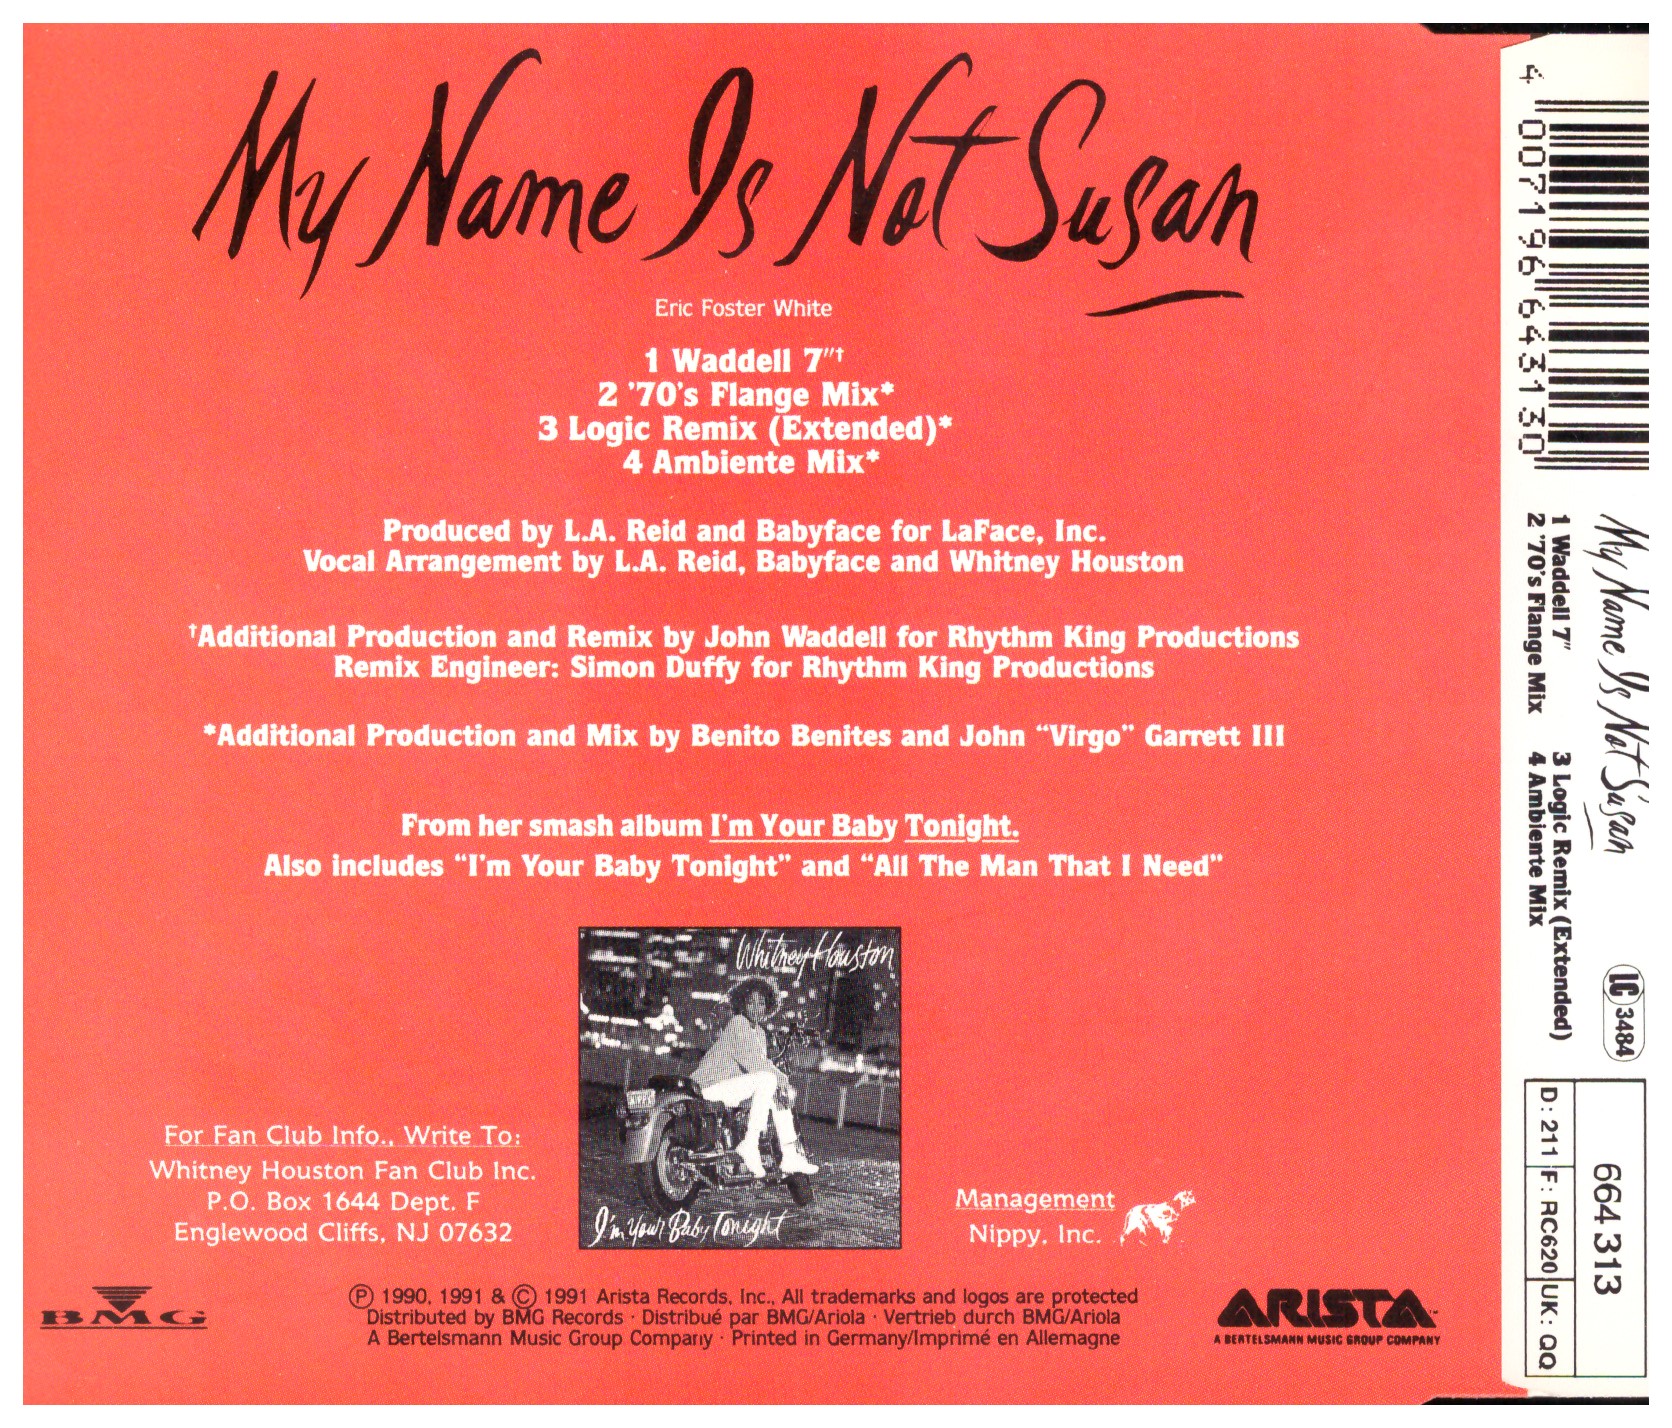 My Name Is Not Susan
Eric Foster White
1 Waddell 7″†
2 '70's Flange Mix*
3 Logic Remix (Extended)*
4 Ambiente Mix*
Produced by L.A. Reid and Babyface for LaFace, Inc.
Vocal Arrangement by L.A. Reid, Babyface and Whitney Houston
†Additional Production and Remix by John Waddell for Rhythm King Productions
Remix Engineer: Simon Duffy for Rhythm King Productions
*Additional Production and Mix by Benito Benites and John “Virgo” Garrett III
From her smash album I'm Your Baby Tonight.
Also includes “I'm Your Baby Tonight” and “All The Man That I Need”
Whitney Houston
I'm Your Baby Tonight
For Fan Club Info., Write To:
Whitney Houston Fan Club Inc.
P.O. Box 1644 Dept. F
Englewood Cliffs, NJ 07632
Management
Nippy, Inc.
BMG
℗ 1990, 1991 & © 1991 Arista Records, Inc., All trademarks and logos are protected
Distributed by BMG Records · Distribué par BMG/Ariola · Vertrieb durch BMG/Ariola
A Bertelsmann Music Group Company · Printed in Germany/Imprimé en Allemagne
ARISTA™
A BERTELSMANN MUSIC GROUP COMPANY
4 007196 643130
My Name Is Not Susan
1 Waddell 7″ 3 Logic Remix (Extended)
2 '70's Flange Mix 4 Ambiente Mix
LC 3484
664 313
D: 211 F: RC620 UK: QQ